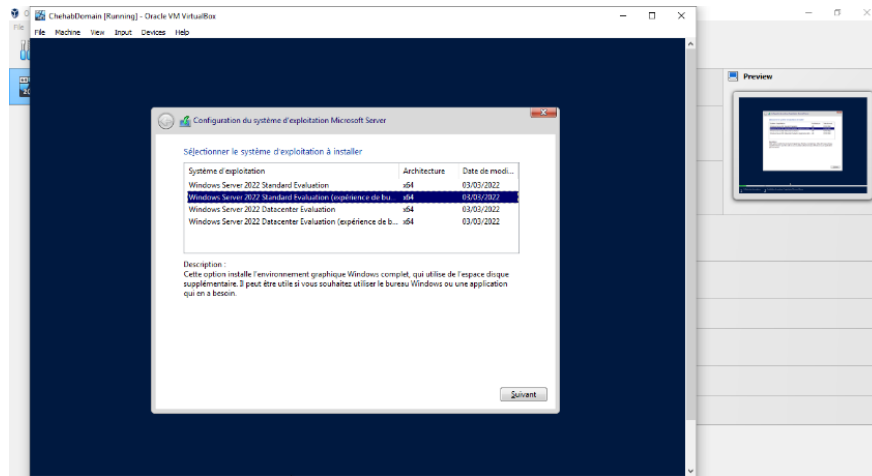 ChehabDomain [Running] - Oracle VM VirtualBox
File Machine View Input Devices Help
Preview
Configuration du système d'exploitation Microsoft Server
Sélectionner le système d'exploitation à installer
Système d'exploitation Architecture Date de modi...
Windows Server 2022 Standard Evaluation x64 03/03/2022
Windows Server 2022 Standard Evaluation (expérience de bu... x64 03/03/2022
Windows Server 2022 Datacenter Evaluation x64 03/03/2022
Windows Server 2022 Datacenter Evaluation (expérience de b... x64 03/03/2022
Description :
Cette option installe l'environnement graphique Windows complet, qui utilise de l'espace disque
supplémentaire. Il peut être utile si vous souhaitez utiliser le bureau Windows ou une application
qui en a besoin.
Suivant